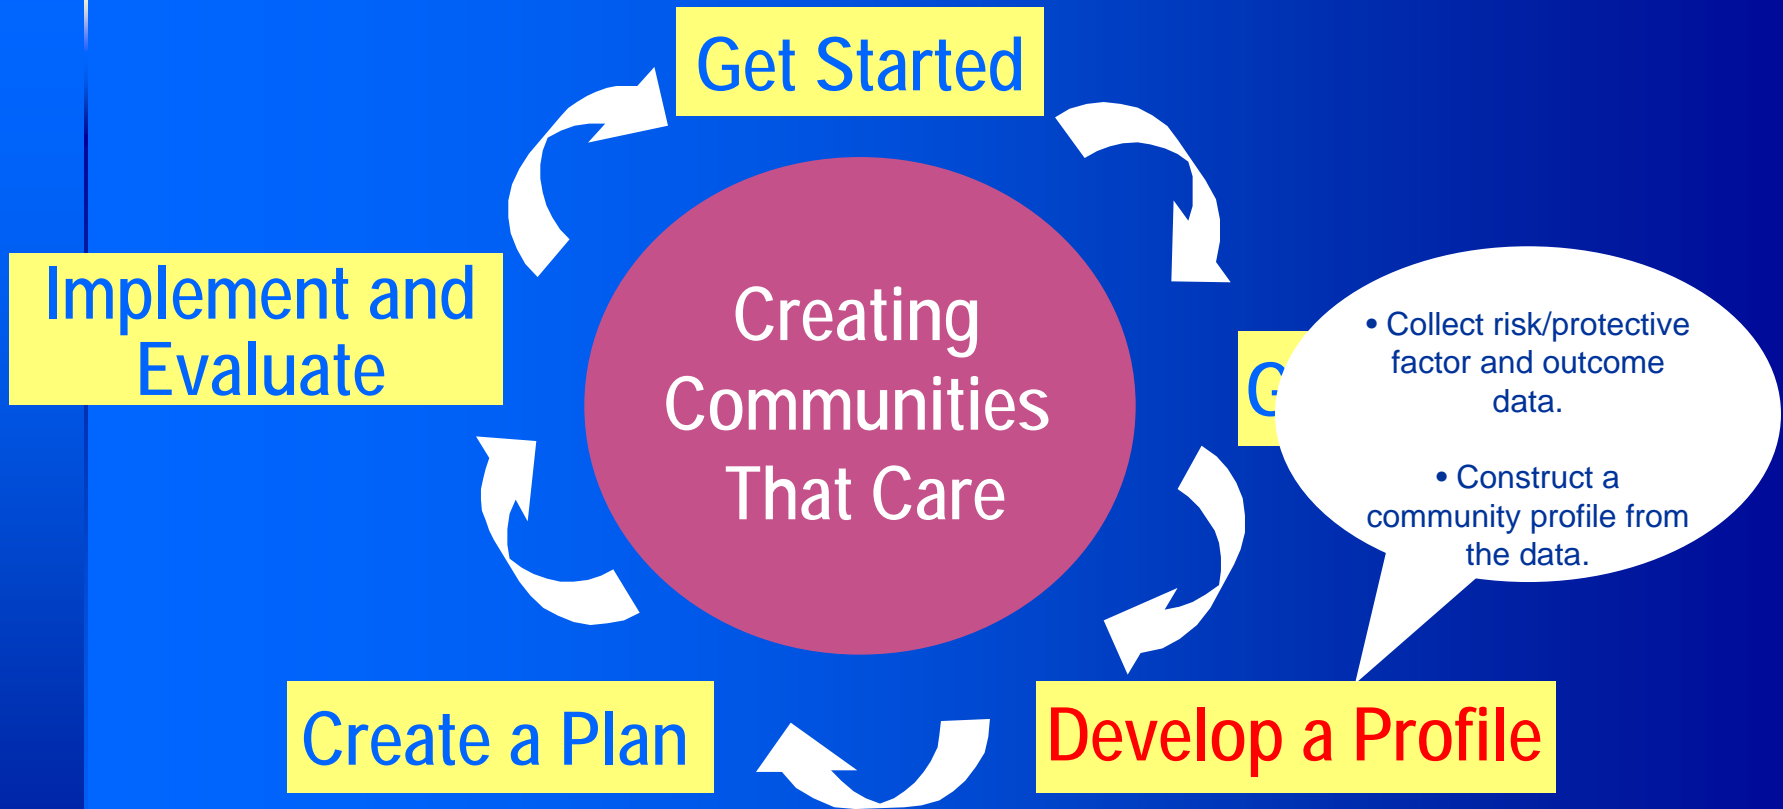 Get Started
Implement and
Evaluate
Creating
Communities
That Care
• Collect risk/protective
factor and outcome
data.
• Construct a
community profile from
the data.
Create a Plan
Develop a Profile